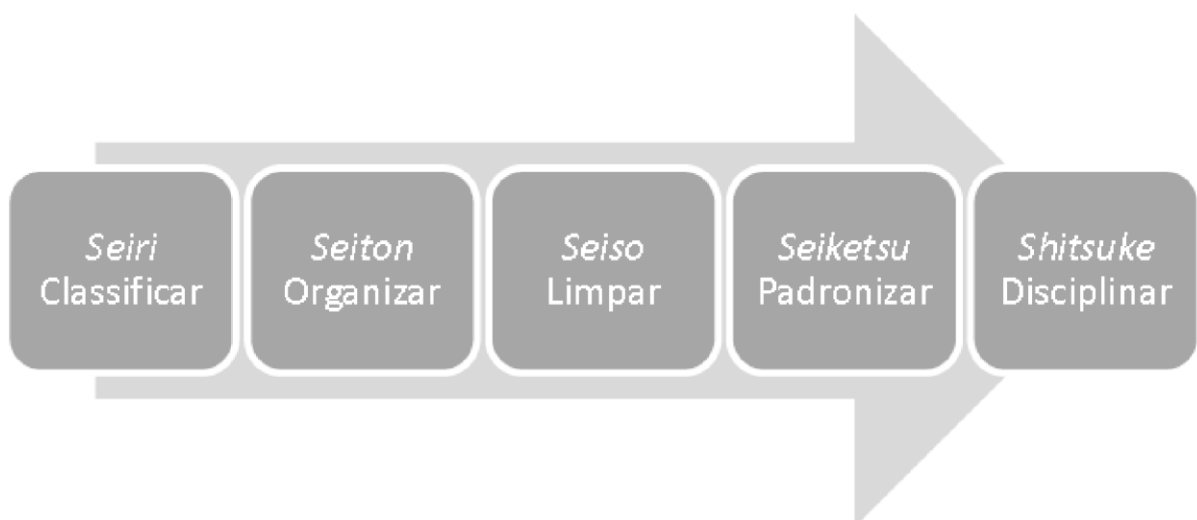 Seiri
Classificar
Seiton
Organizar
Seiso
Limpar
Seiketsu
Padronizar
Shitsuke
Disciplinar